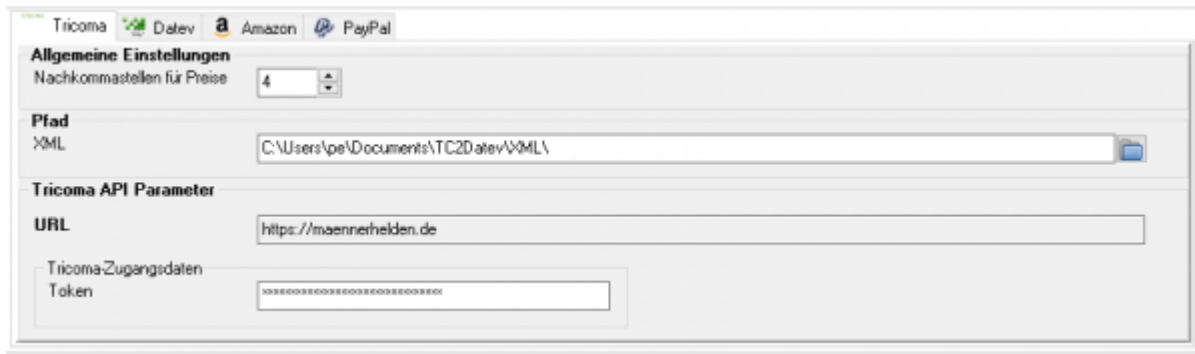 Tricoma Datev Amazon PayPal
Allgemeine Einstellungen
Nachkommastellen für Preise 4
Pfad
XML C:\Users\pe\Documents\TC2Datev\XML\
Tricoma API Parameter
URL https://maennerhelden.de
Tricoma-Zugangsdaten
Token